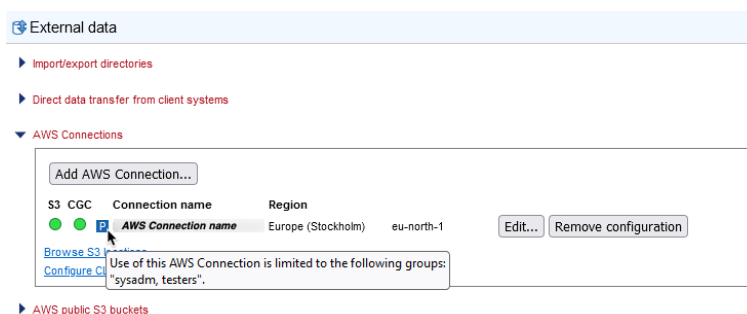 External data
Import/export directories
Direct data transfer from client systems
AWS Connections
Add AWS Connection...
S3 CGC Connection name Region
P AWS Connection name Europe (Stockholm) eu-north-1 Edit... Remove configuration
Browse S3
Use of this AWS Connection is limited to the following groups:
Configure
"sysadm, testers".
AWS public S3 buckets